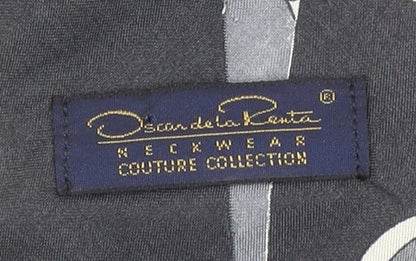 Oscar de la Renta ®
NECKWEAR
COUTURE COLLECTION